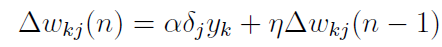 Δw_{kj}(n) = αδ_j y_k + ηΔw_{kj}(n − 1)